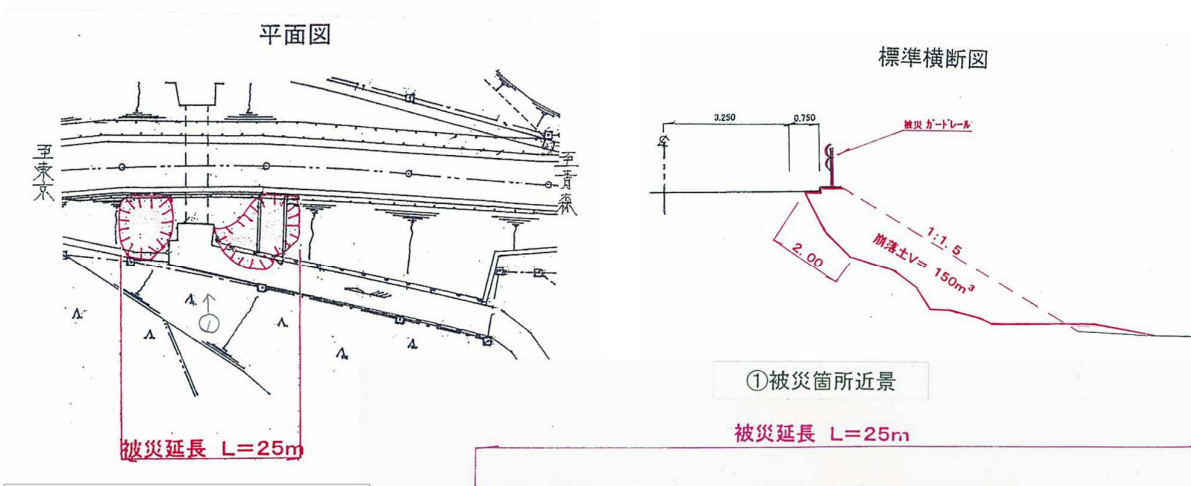 平面図
至東京
至青森
①
被災延長 L=25m
標準横断図
3.250
0.750
被災 ガードレール
1:1.5
崩落土V= 150m³
2.00
①被災箇所近景
被災延長 L=25m